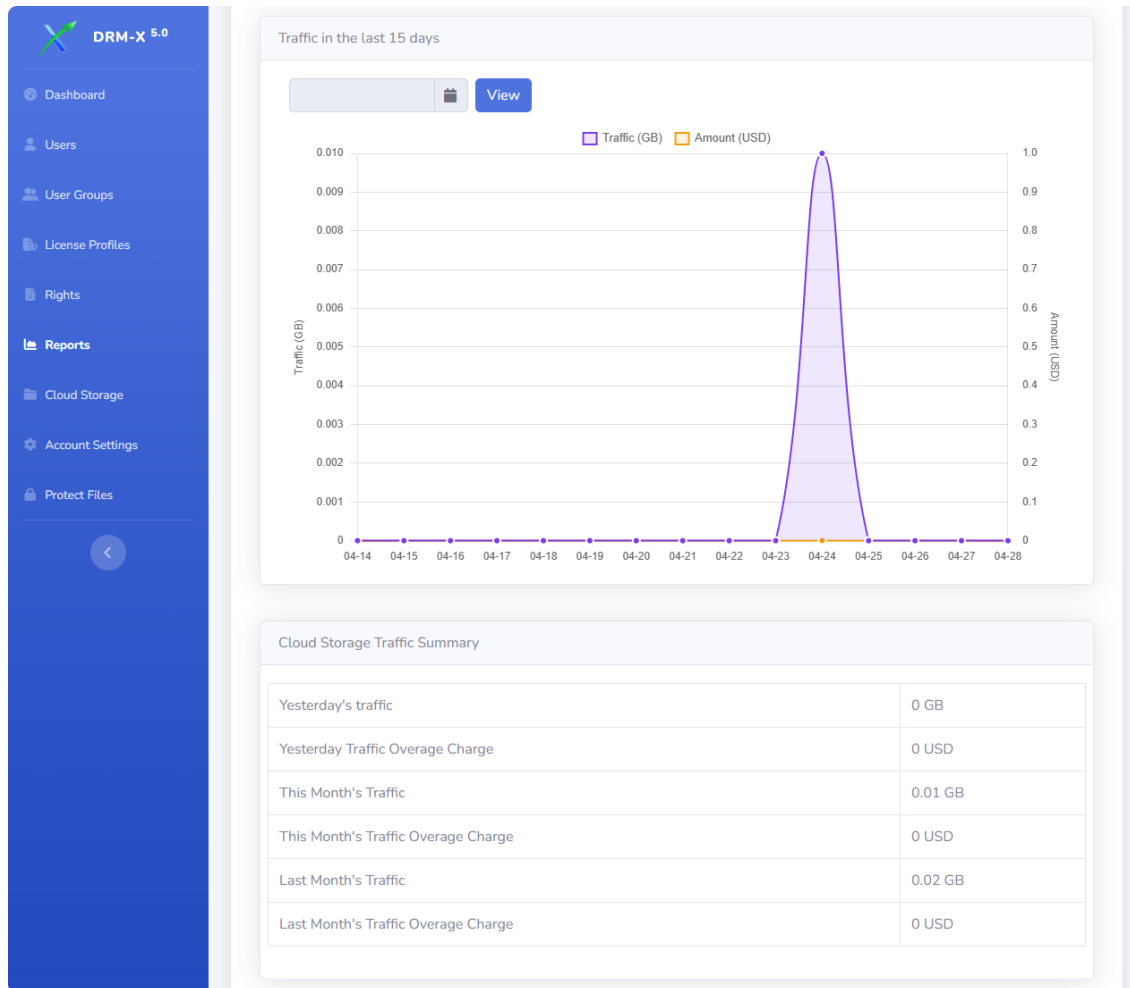 DRM-X 5.0
Dashboard
Users
User Groups
License Profiles
Rights
Reports
Cloud Storage
Account Settings
Protect Files
Traffic in the last 15 days
View
Traffic (GB) Amount (USD)
0.010 1.0
0.009 0.9
0.008 0.8
0.007 0.7
0.006 0.6
0.005 0.5
0.004 0.4
0.003 0.3
0.002 0.2
0.001 0.1
0 0
Traffic (GB)
Amount (USD)
04-14 04-15 04-16 04-17 04-18 04-19 04-20 04-21 04-22 04-23 04-24 04-25 04-26 04-27 04-28
Cloud Storage Traffic Summary
Yesterday's traffic 0 GB
Yesterday Traffic Overage Charge 0 USD
This Month's Traffic 0.01 GB
This Month's Traffic Overage Charge 0 USD
Last Month's Traffic 0.02 GB
Last Month's Traffic Overage Charge 0 USD